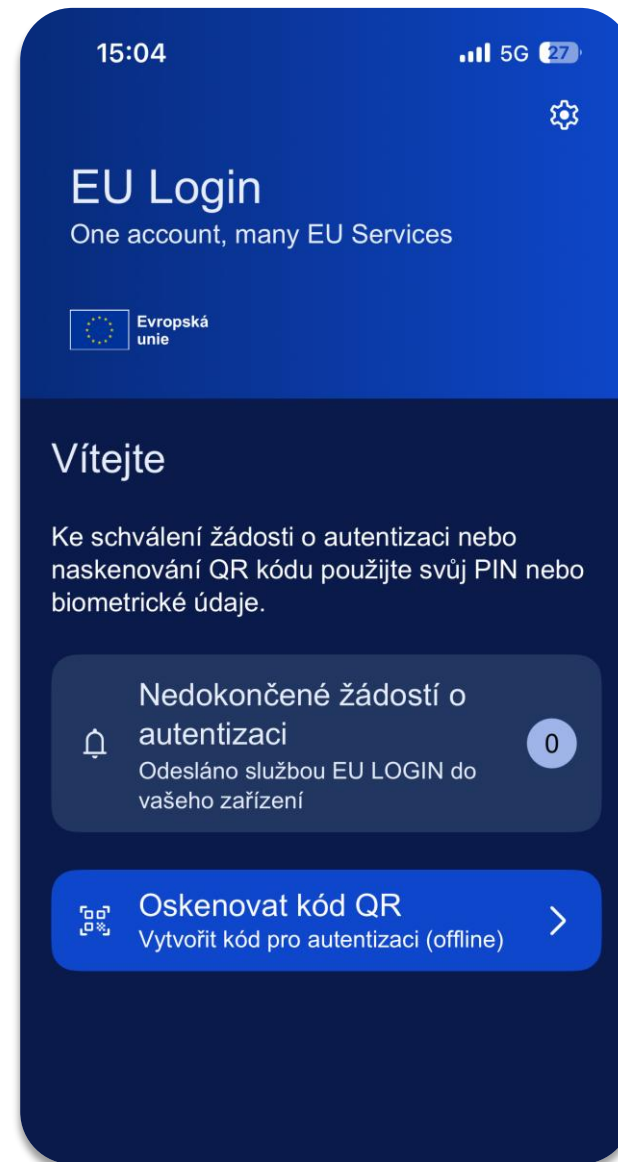 15:04
5G 27
EU Login
One account, many EU Services
Evropská
unie
Vítejte
Ke schválení žádosti o autentizaci nebo
naskenování QR kódu použijte svůj PIN nebo
biometrické údaje.
Nedokončené žádostí o
autentizaci
0
Odesláno službou EU LOGIN do
vašeho zařízení
Oskenovat kód QR
Vytvořit kód pro autentizaci (offline)